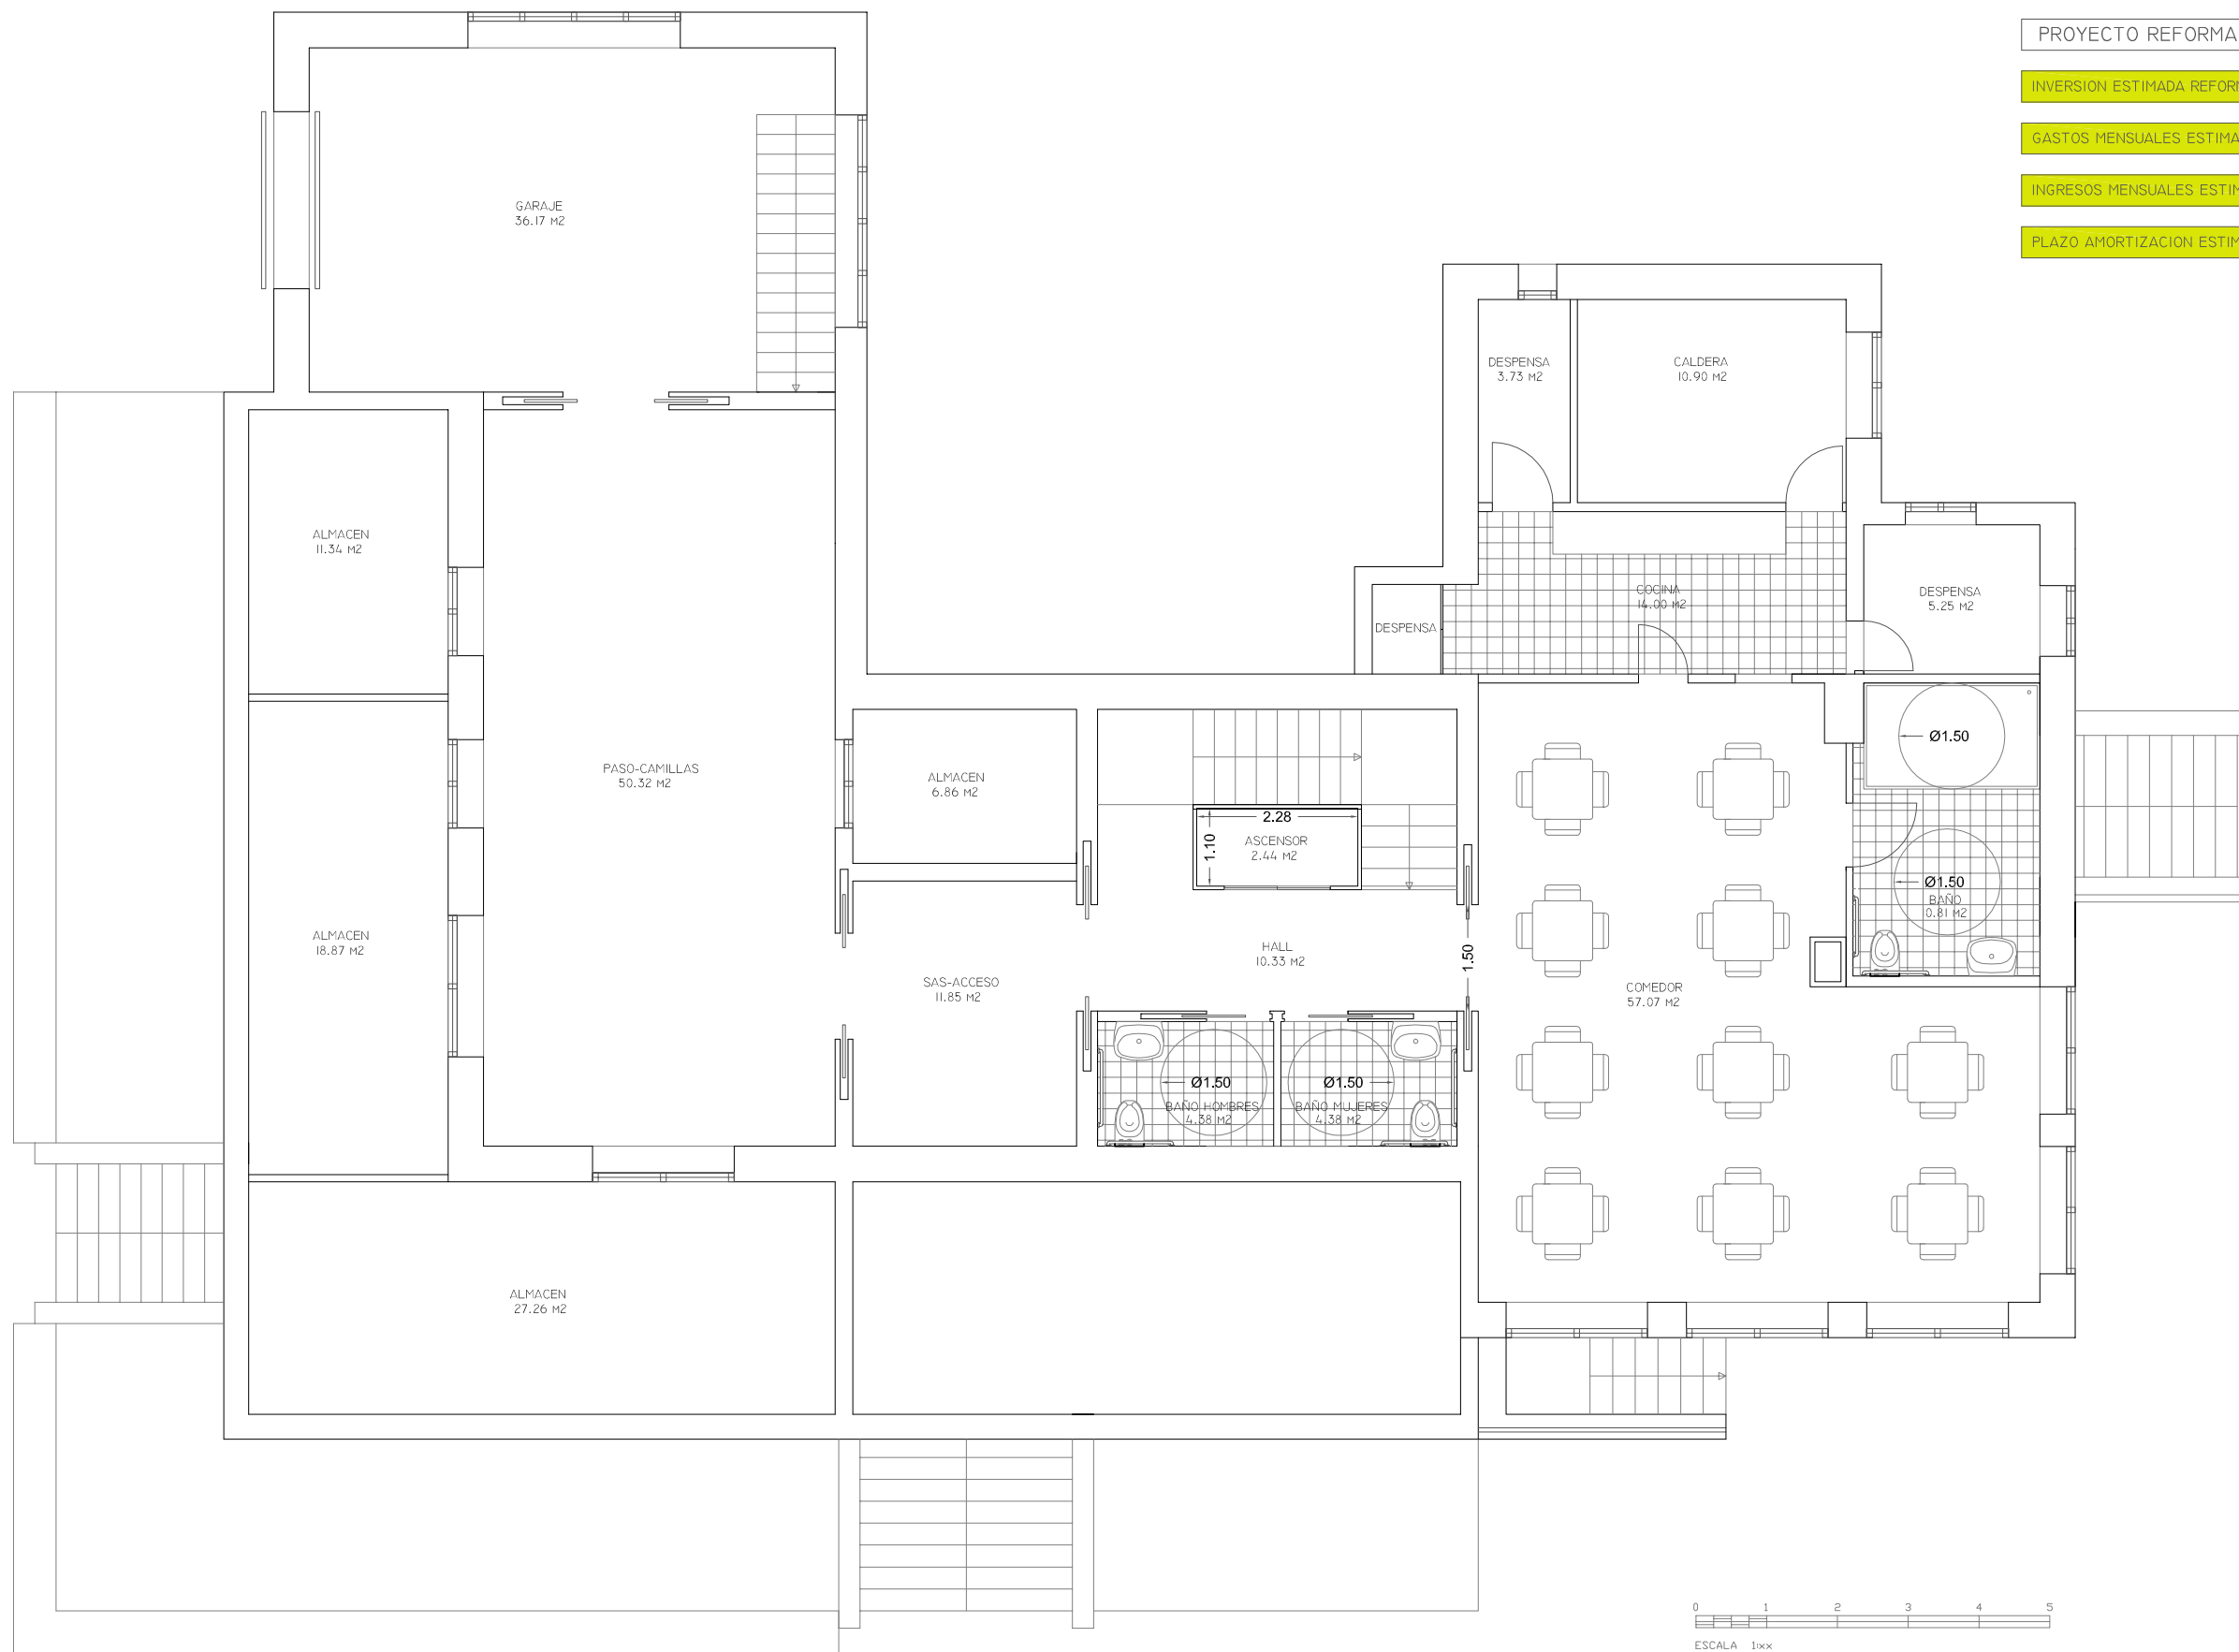 PROYECTO REFORMA
INVERSION ESTIMADA
GASTOS MENSUALES
INGRESOS MENSUALES
PLAZO AMORTIZACION
GARAJE
36.17 M2
DESPENSA
3.73 M2
CALDERA
10.90 M2
ALMACEN
11.34 M2
COCINA
14.00 M2
DESPENSA
5.25 M2
DESPENSA
PASO-CAMILLAS
50.32 M2
ALMACEN
6.86 M2
2.28
1.10
ASCENSOR
2.44 M2
Ø1.50
Ø1.50
BAÑO
0.81 M2
ALMACEN
18.87 M2
HALL
10.33 M2
1.50
SAS-ACCESO
11.85 M2
COMEDOR
57.07 M2
Ø1.50
BAÑO HOMBRES
4.38 M2
Ø1.50
BAÑO MUJERES
4.38 M2
ALMACEN
27.26 M2
0 1 2 3 4 5
ESCALA 1:xx